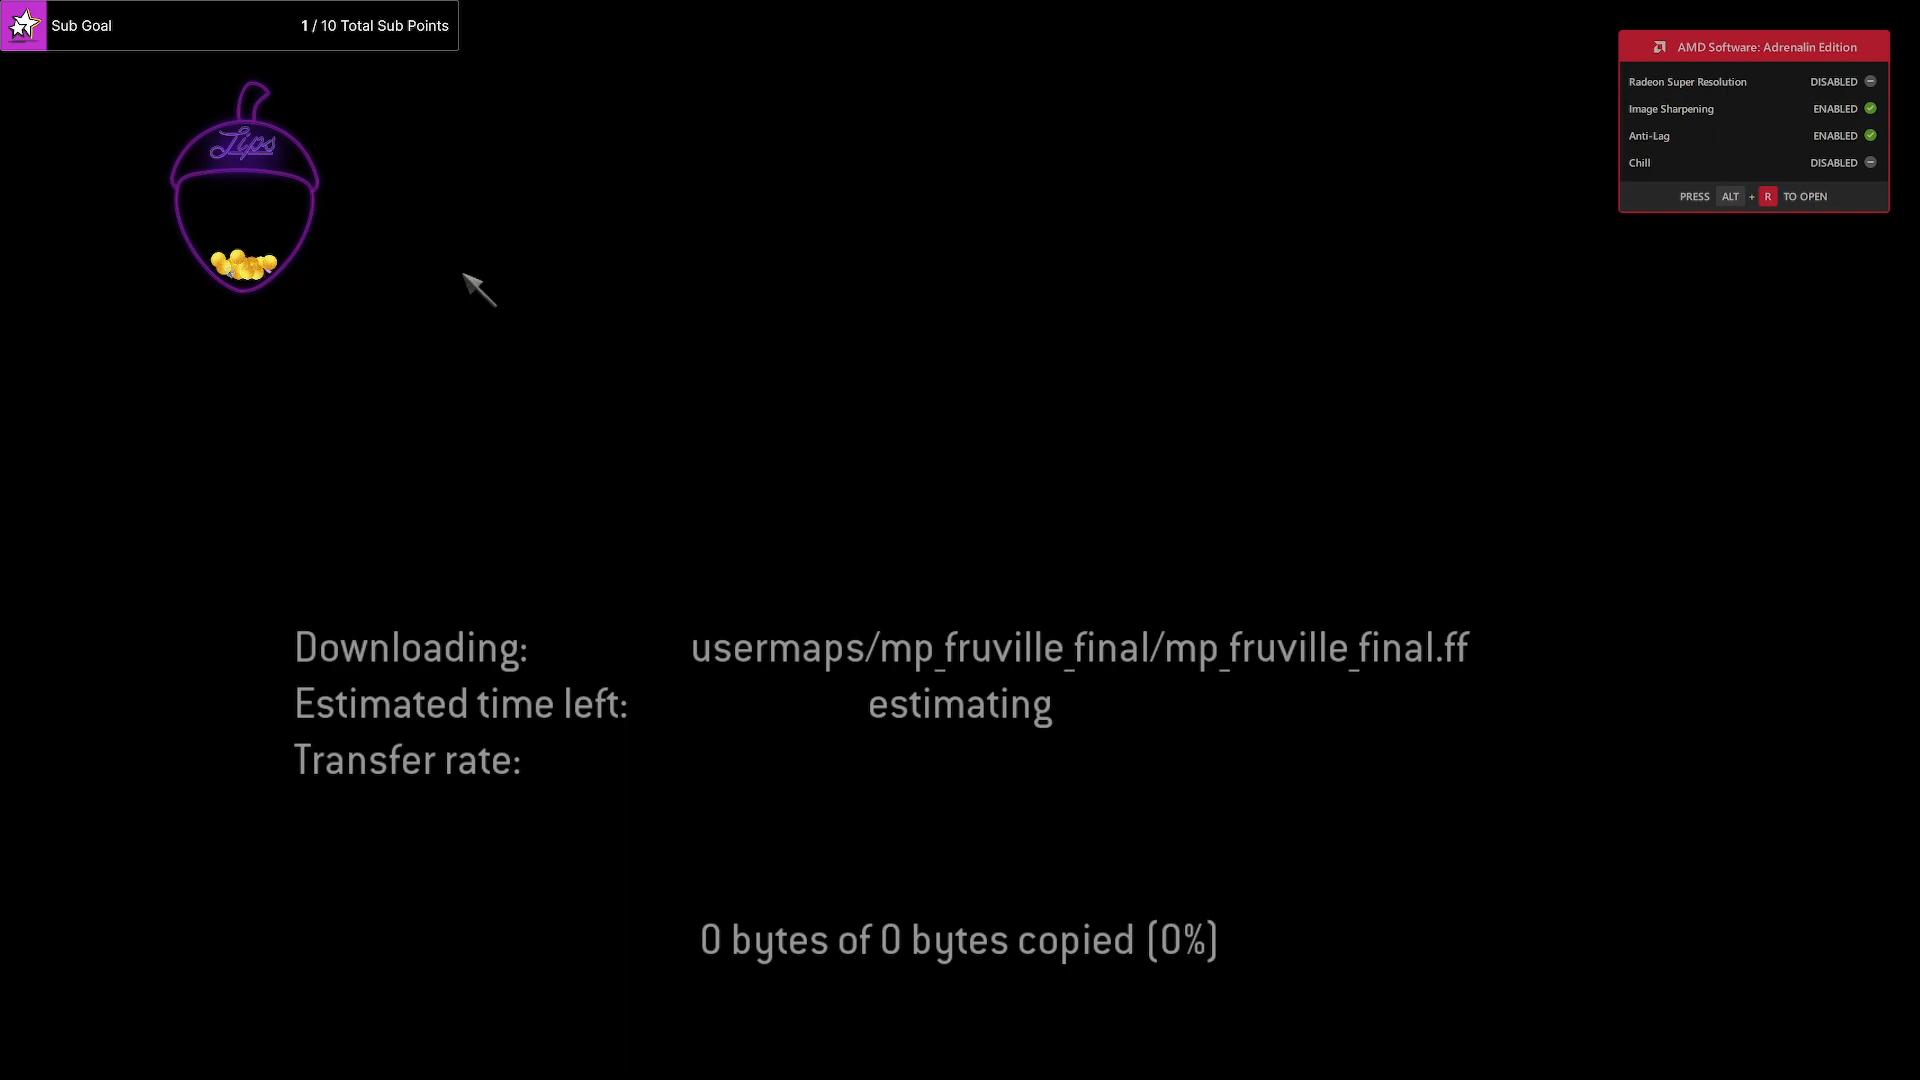 Sub Goal
1 / 10 Total Sub Points
Tips
AMD Software: Adrenalin Edition
Radeon Super Resolution DISABLED
Image Sharpening ENABLED
Anti-Lag ENABLED
Chill DISABLED
PRESS ALT + R TO OPEN
Downloading: usermaps/mp_fruville_final/mp_fruville_final.ff
Estimated time left: estimating
Transfer rate:
0 bytes of 0 bytes copied (0%)